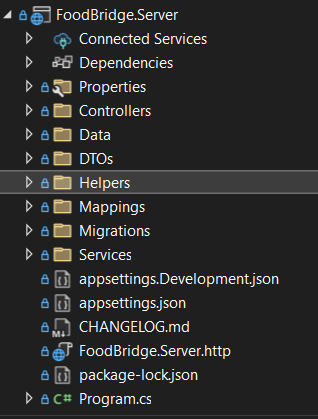 FoodBridge.Server
Connected Services
Dependencies
Properties
Controllers
Data
DTOs
Helpers
Mappings
Migrations
Services
appsettings.Development.json
appsettings.json
CHANGELOG.md
FoodBridge.Server.http
package-lock.json
C# Program.cs